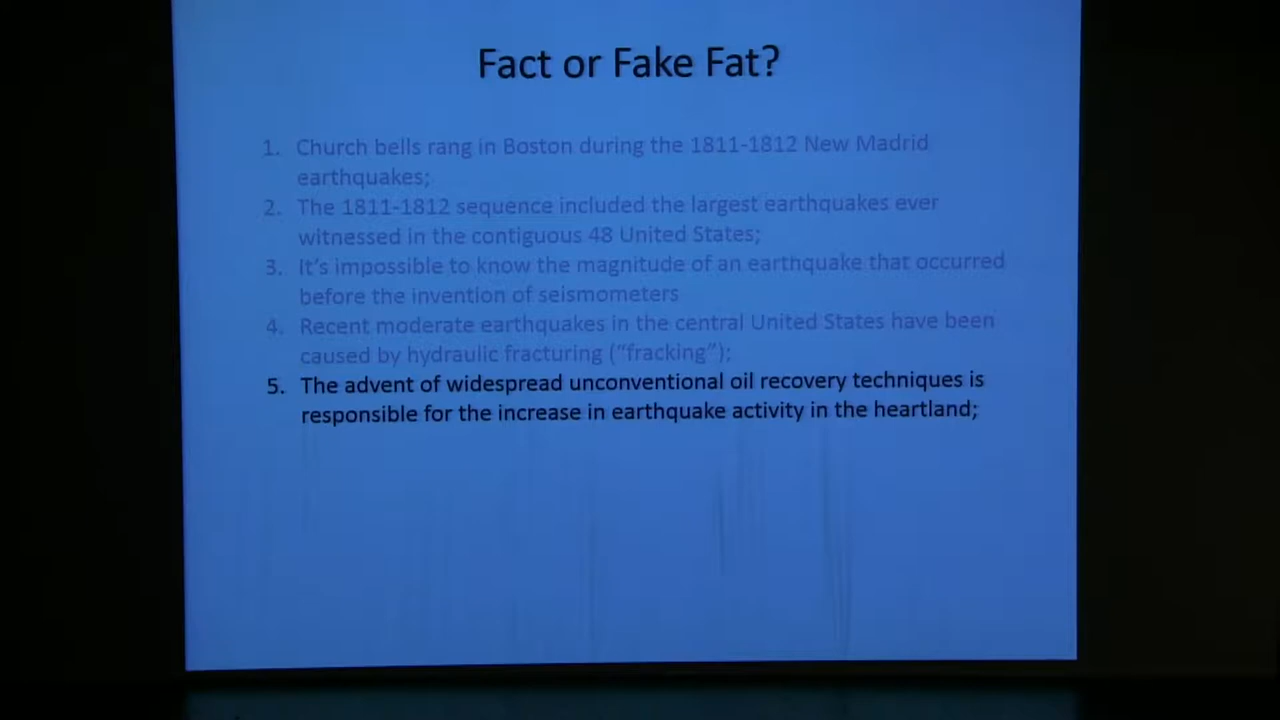 Fact or Fake Fat?
1. Church bells rang in Boston during the 1811-1812 New Madrid
earthquakes;
2. The 1811-1812 sequence included the largest earthquakes ever
witnessed in the contiguous 48 United States;
3. It's impossible to know the magnitude of an earthquake that occurred
before the invention of seismometers
4. Recent moderate earthquakes in the central United States have been
caused by hydraulic fracturing ("fracking");
5. The advent of widespread unconventional oil recovery techniques is
responsible for the increase in earthquake activity in the heartland;